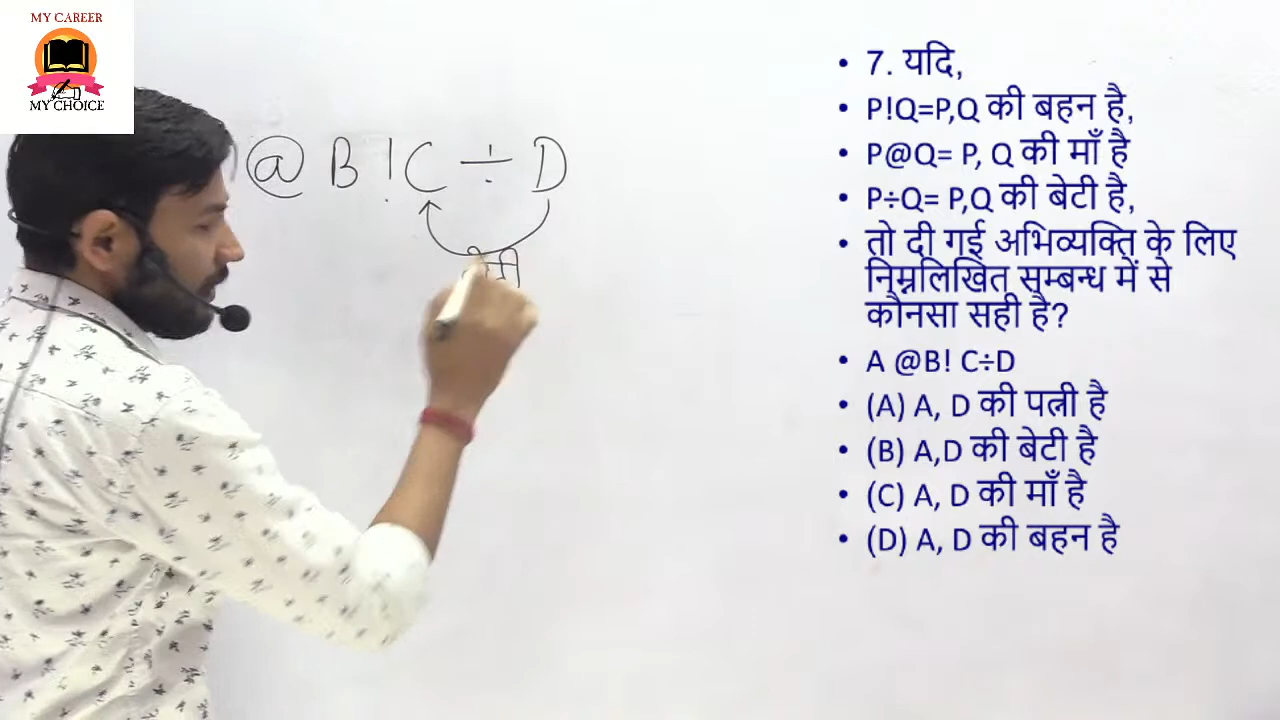 MY CAREER
MY CHOICE
@ B ! C ÷ D
• 7. यदि,
• P!Q=P,Q की बहन है,
• P@Q= P, Q की माँ है
• P÷Q= P,Q की बेटी है,
• तो दी गई अभिव्यक्ति के लिए
निम्नलिखित सम्बन्ध में से
कौनसा सही है?
• A @B! C÷D
• (A) A, D की पत्नी है
• (B) A,D की बेटी है
• (C) A, D की माँ है
• (D) A, D की बहन है